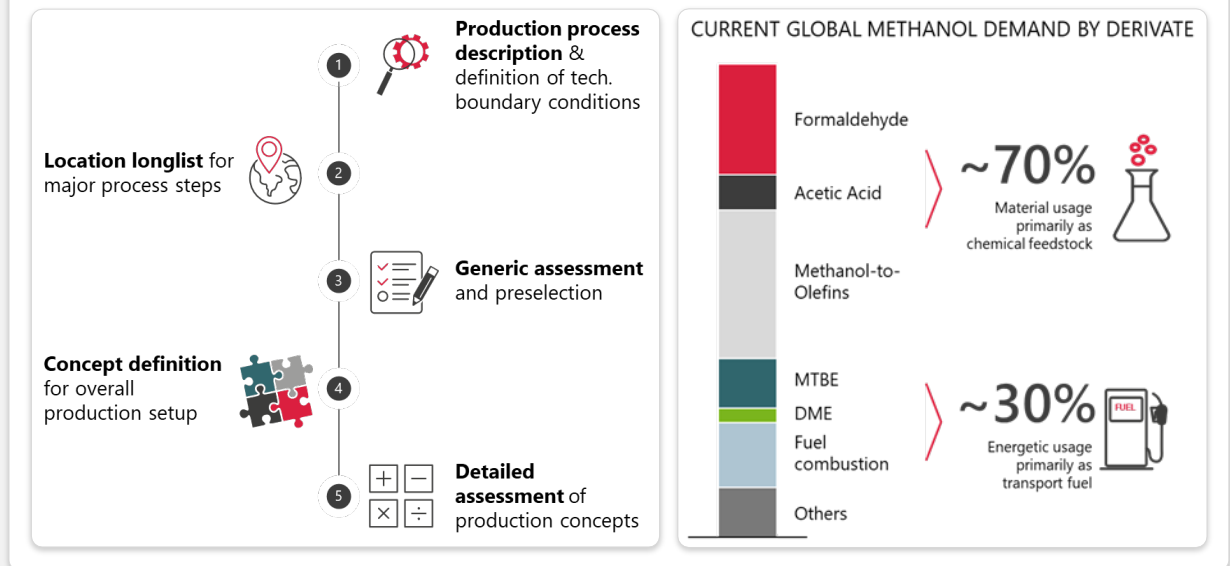 1
Production process
description &
definition of tech.
boundary conditions
Location longlist for
major process steps
2
3
Generic assessment
and preselection
Concept definition
for overall
production setup
4
5
Detailed
assessment of
production concepts
CURRENT GLOBAL METHANOL DEMAND BY DERIVATE
Formaldehyde
Acetic Acid
Methanol-to-
Olefins
~70%
Material usage
primarily as
chemical feedstock
MTBE
DME
Fuel
combustion
Others
~30%
Energetic usage
primarily as
transport fuel
FUEL